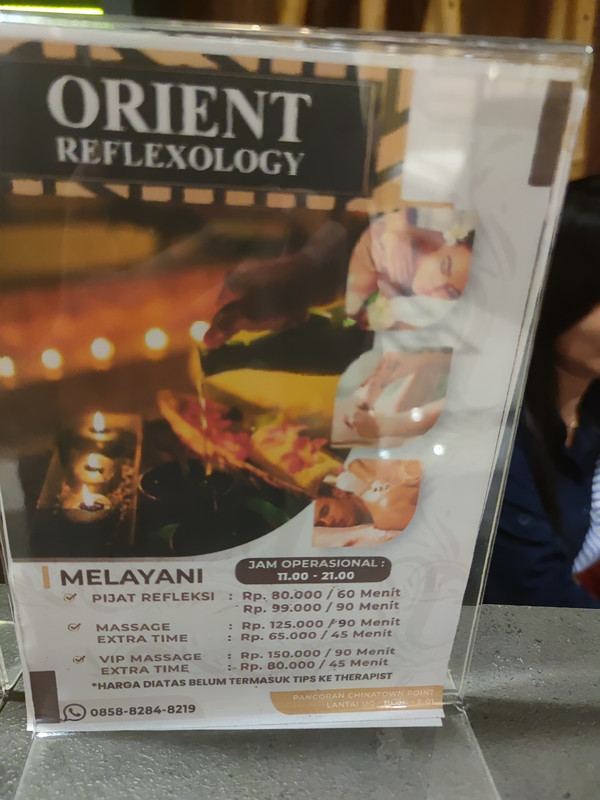 ORIENT
REFLEXOLOGY
JAM OPERASIONAL :
11.00 - 21.00
MELAYANI
PIJAT REFLEKSI : Rp. 80.000 / 60 Menit
Rp. 99.000 / 90 Menit
MASSAGE : Rp. 125.000 / 90 Menit
EXTRA TIME : Rp. 65.000 / 45 Menit
VIP MASSAGE : Rp. 150.000 / 90 Menit
EXTRA TIME : Rp. 80.000 / 45 Menit
*HARGA DIATAS BELUM TERMASUK TIPS KE THERAPIST
PANCORAN CHINATOWN POINT
LANTAI UG
0858-8284-8219